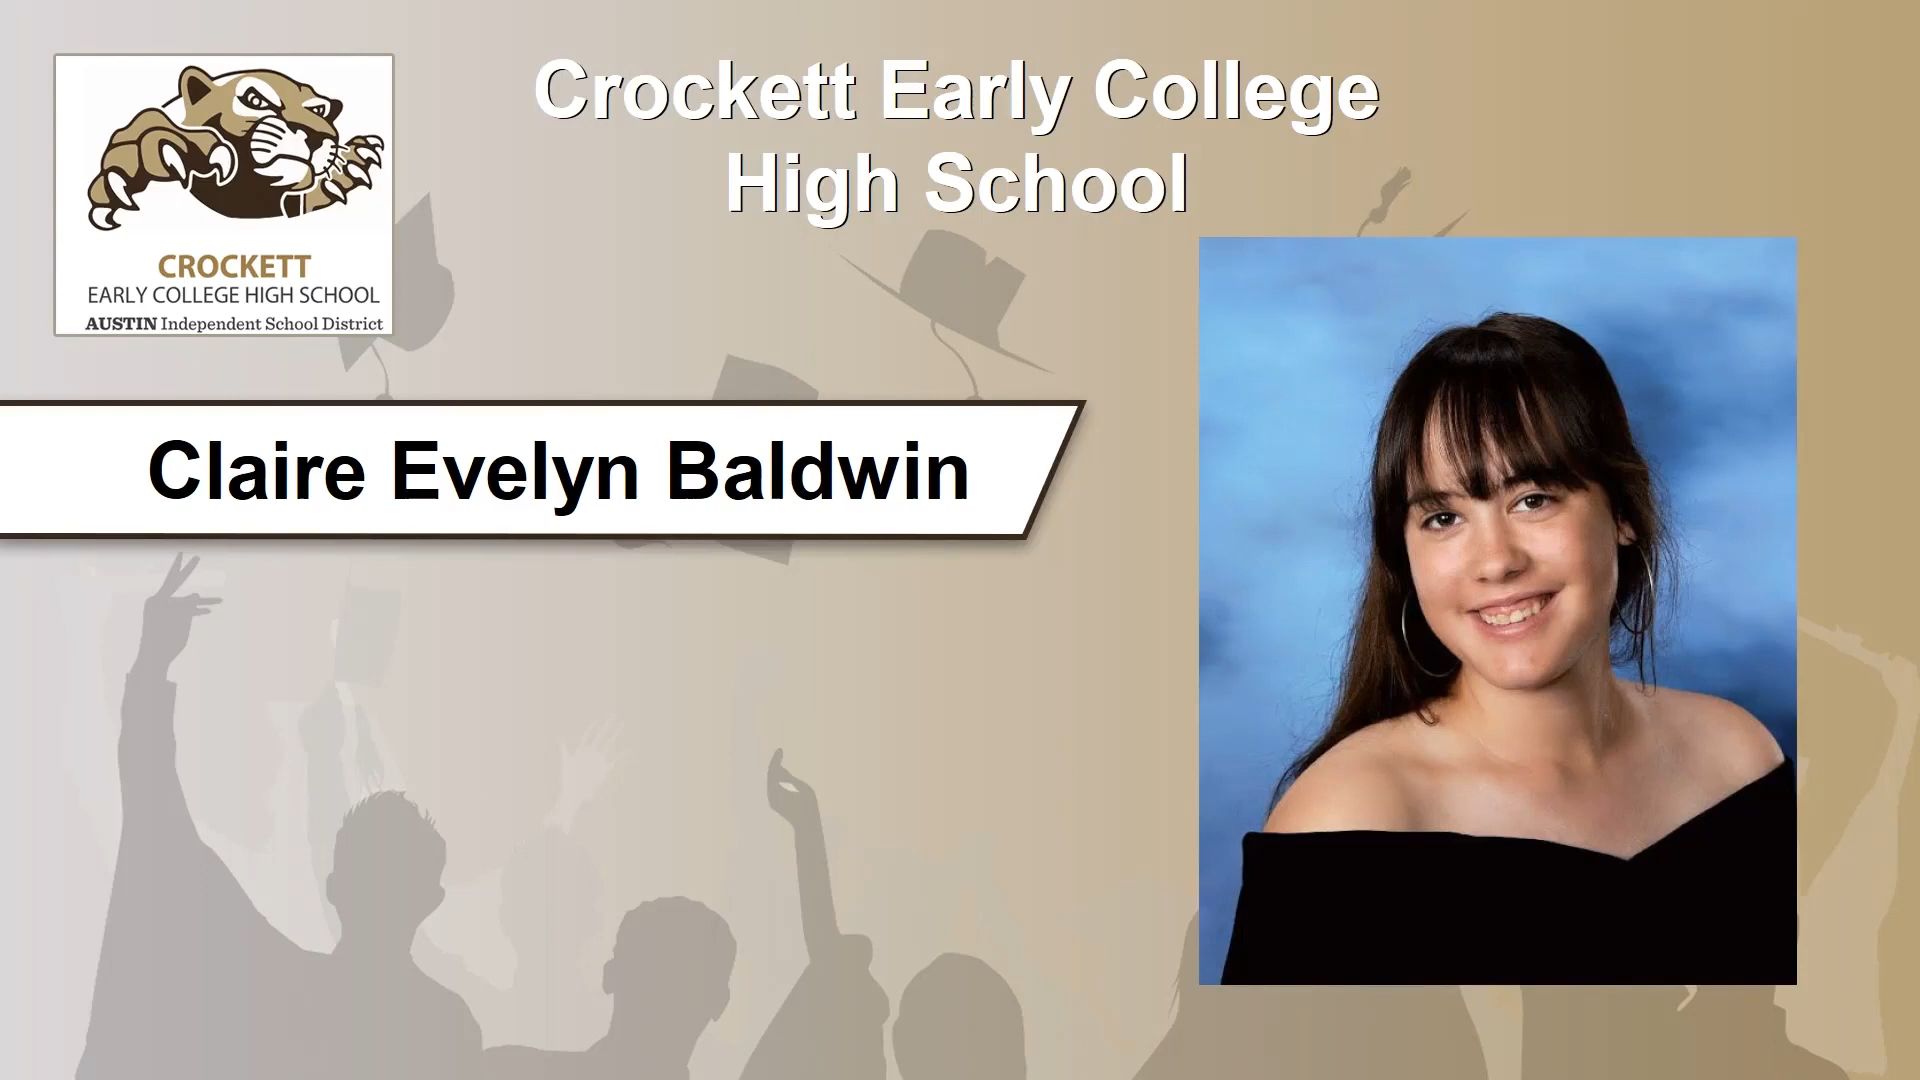 Crockett Early College
High School
CROCKETT
EARLY COLLEGE HIGH SCHOOL
AUSTIN Independent School District
Claire Evelyn Baldwin